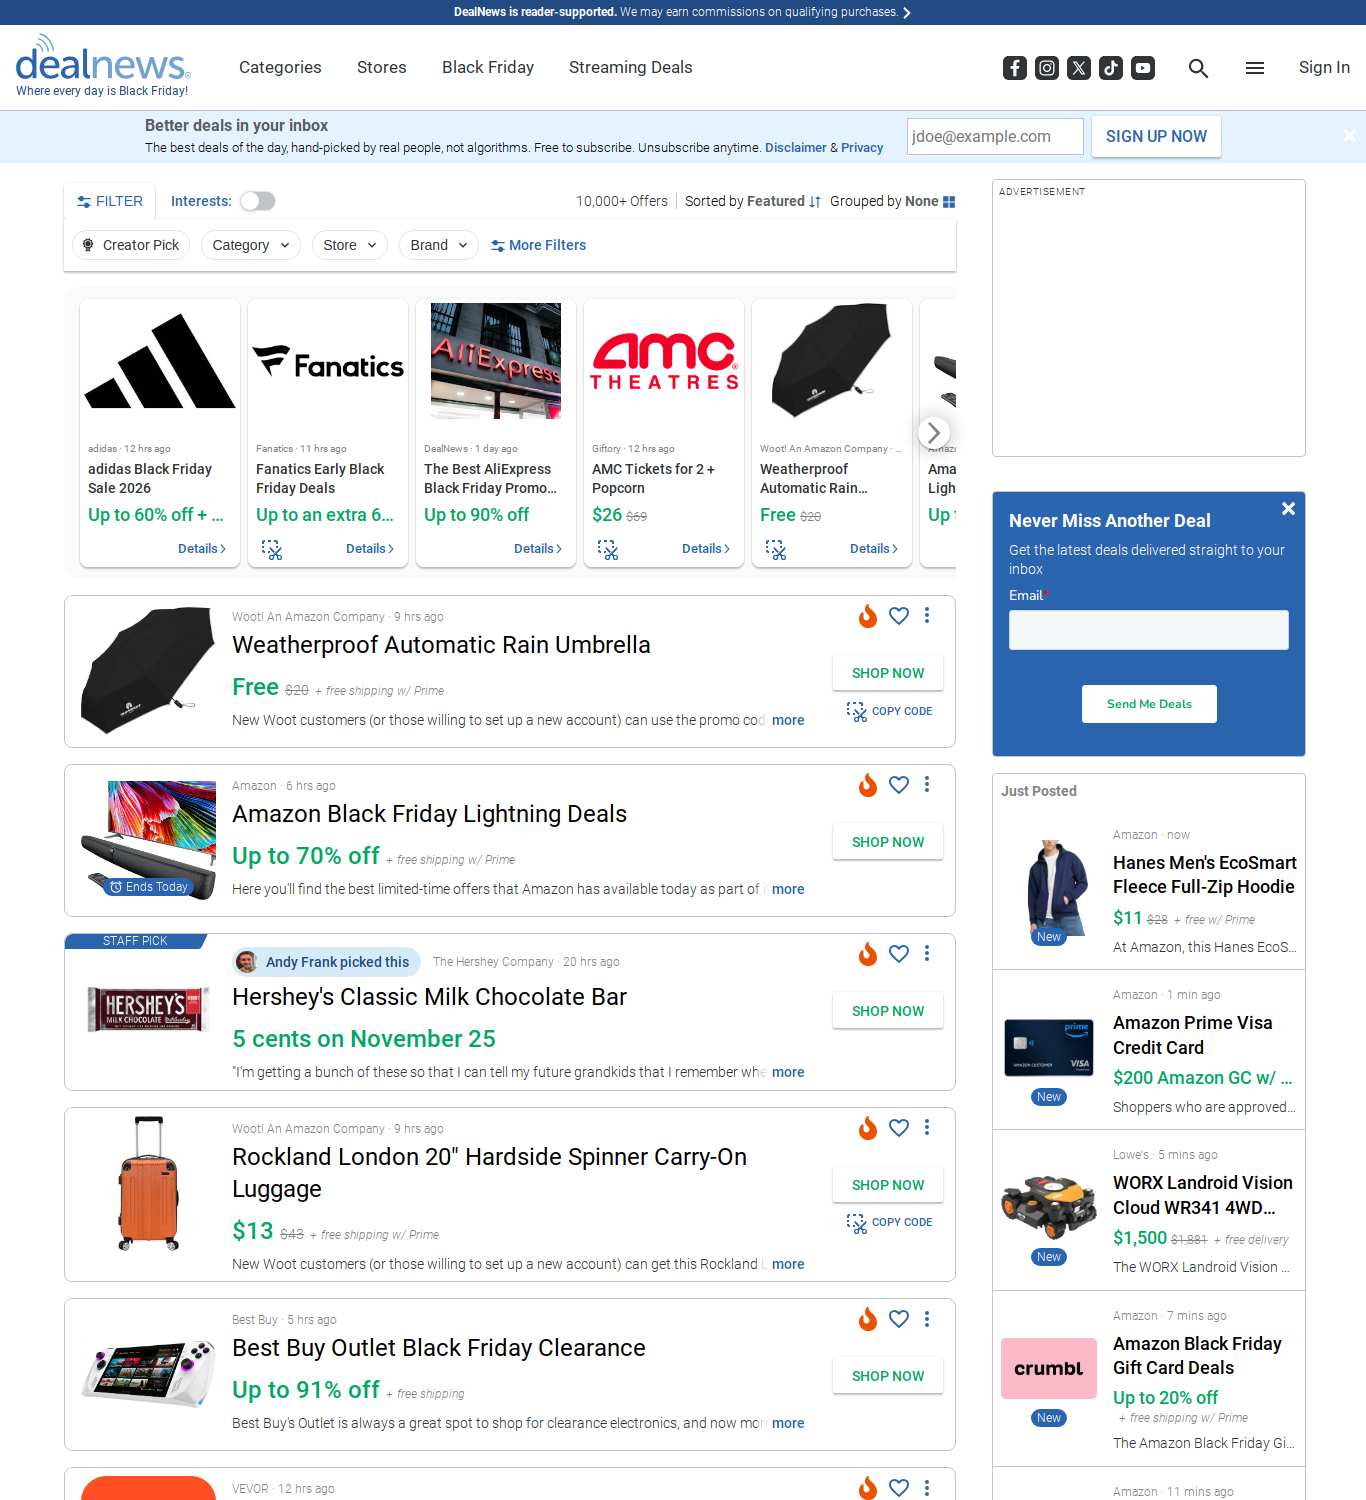 DealNews is reader-supported. We may earn commissions on qualifying purchases.
dealnews
Where every day is Black Friday!
Categories
Stores
Black Friday
Streaming Deals
Sign In
Better deals in your inbox
The best deals of the day, hand-picked by real people, not algorithms. Free to subscribe. Unsubscribe anytime. Disclaimer & Privacy
jdoe@example.com
SIGN UP NOW
FILTER
Interests:
10,000+ Offers
Sorted by Featured
Grouped by None
Creator Pick
Category
Store
Brand
More Filters
ADVERTISEMENT
adidas · 12 hrs ago
adidas Black Friday
Sale 2026
Up to 60% off + ...
Details
Fanatics
Fanatics · 11 hrs ago
Fanatics Early Black
Friday Deals
Up to an extra 6...
Details
AliExpress
DealNews · 1 day ago
The Best AliExpress
Black Friday Promo...
Up to 90% off
Details
amc
THEATRES
Giftory · 12 hrs ago
AMC Tickets for 2 +
Popcorn
$26 $69
Details
Woot! An Amazon Company · ...
Weatherproof
Automatic Rain...
Free $20
Details
Ama
Ligh
Up t
Woot! An Amazon Company · 9 hrs ago
Weatherproof Automatic Rain Umbrella
Free $20 + free shipping w/ Prime
New Woot customers (or those willing to set up a new account) can use the promo cod more
SHOP NOW
COPY CODE
Amazon · 6 hrs ago
Amazon Black Friday Lightning Deals
Up to 70% off + free shipping w/ Prime
Here you'll find the best limited-time offers that Amazon has available today as part of more
Ends Today
SHOP NOW
STAFF PICK
Andy Frank picked this
The Hershey Company · 20 hrs ago
HERSHEY'S
MILK CHOCOLATE
Hershey's Classic Milk Chocolate Bar
5 cents on November 25
"I'm getting a bunch of these so that I can tell my future grandkids that I remember whe more
SHOP NOW
Woot! An Amazon Company · 9 hrs ago
Rockland London 20" Hardside Spinner Carry-On
Luggage
$13 $43 + free shipping w/ Prime
New Woot customers (or those willing to set up a new account) can get this Rockland L more
SHOP NOW
COPY CODE
Best Buy · 5 hrs ago
Best Buy Outlet Black Friday Clearance
Up to 91% off + free shipping
Best Buy's Outlet is always a great spot to shop for clearance electronics, and now mor more
SHOP NOW
VEVOR · 12 hrs ago
Never Miss Another Deal
Get the latest deals delivered straight to your
inbox
Email*
Send Me Deals
Just Posted
Amazon · now
Hanes Men's EcoSmart
Fleece Full-Zip Hoodie
$11 $28 + free w/ Prime
At Amazon, this Hanes EcoS...
New
Amazon · 1 min ago
Amazon Prime Visa
Credit Card
$200 Amazon GC w/ ...
Shoppers who are approved...
prime
AMAZON CUSTOMER
VISA
New
Lowe's · 5 mins ago
WORX Landroid Vision
Cloud WR341 4WD...
$1,500 $1,881 + free delivery
The WORX Landroid Vision ...
New
Amazon · 7 mins ago
Amazon Black Friday
Gift Card Deals
Up to 20% off
+ free shipping w/ Prime
The Amazon Black Friday Gi...
crumbl
New
Amazon · 11 mins ago